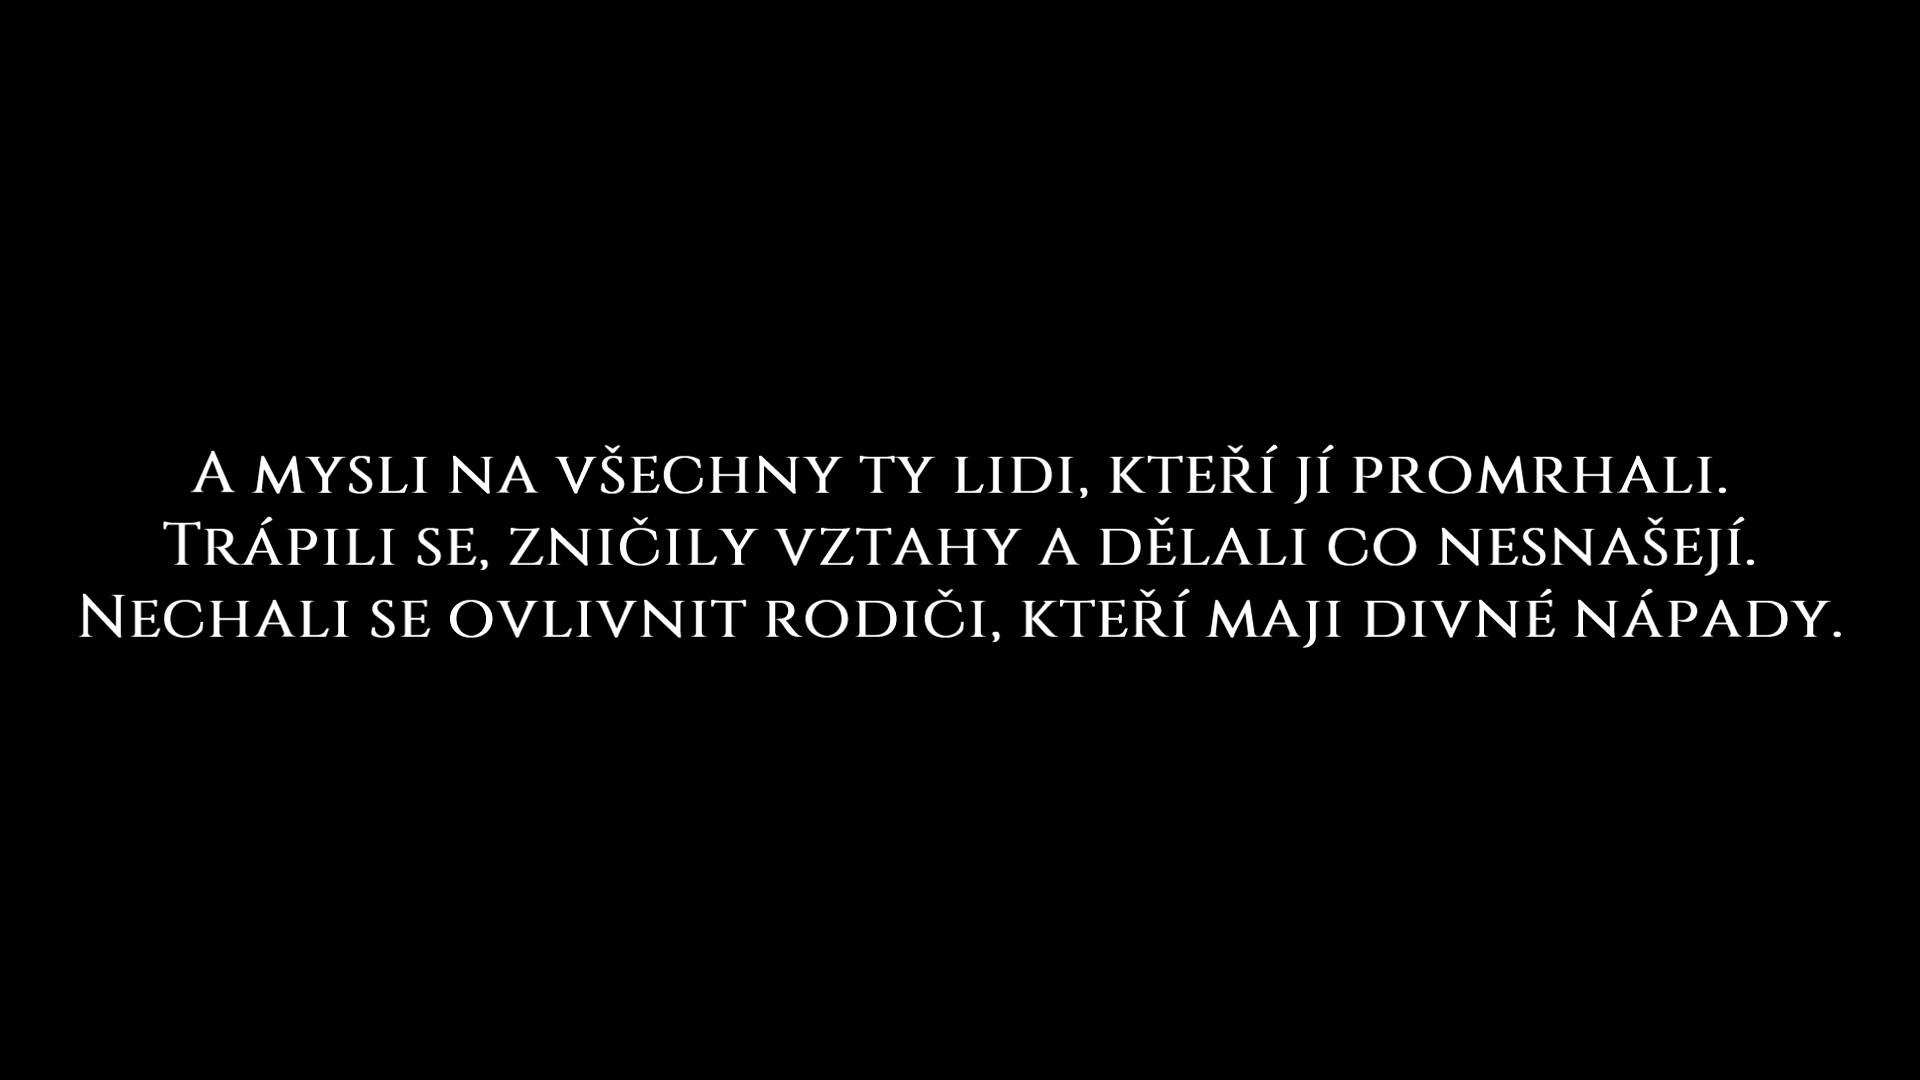 A mysli na všechny ty lidi, kteří jí promrhali.
Trápili se, zničily vztahy a dělali co nesnašejí.
Nechali se ovlivnit rodiči, kteří maji divné nápady.